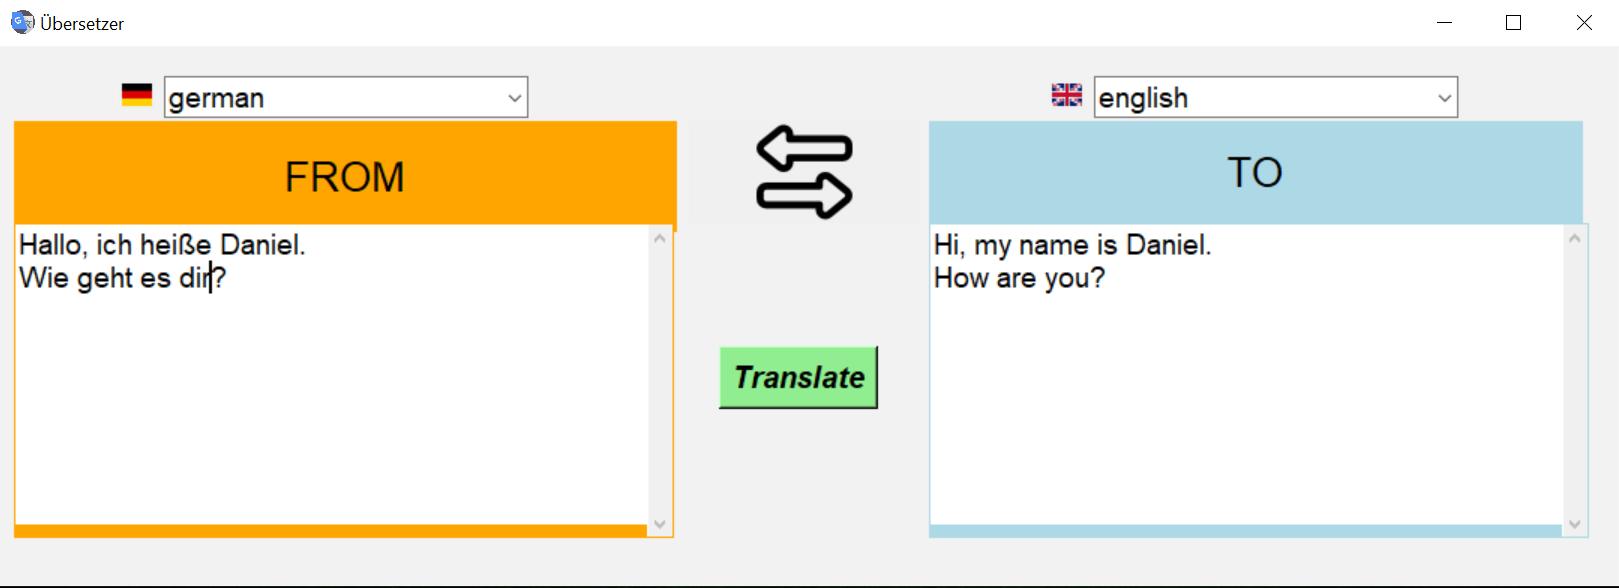 Übersetzer
german
english
FROM
TO
Hallo, ich heiße Daniel.
Wie geht es dir?
Hi, my name is Daniel.
How are you?
Translate